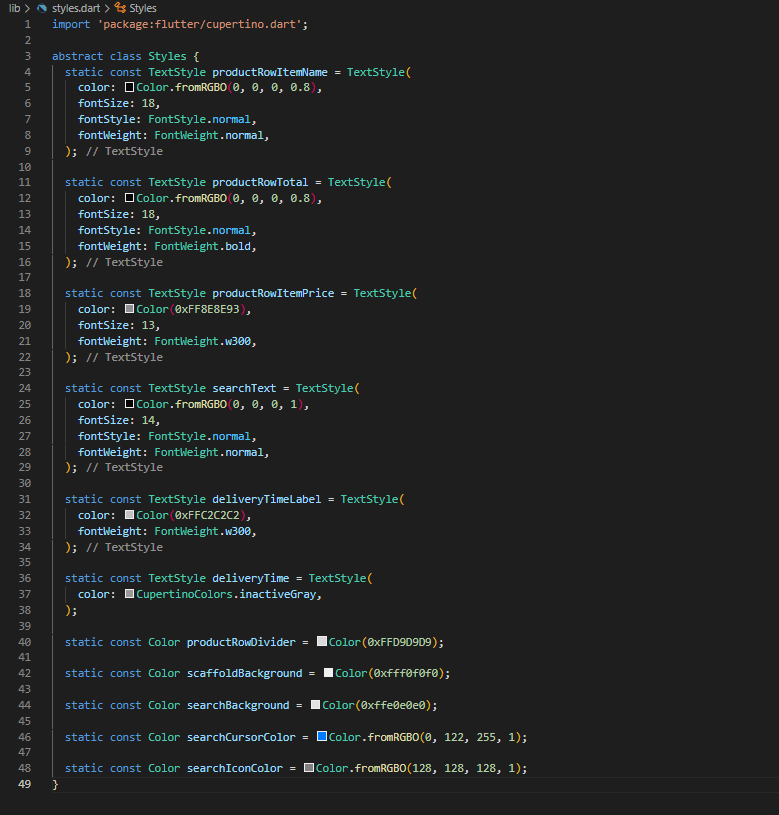 lib > styles.dart > Styles
1 import 'package:flutter/cupertino.dart';
2
3 abstract class Styles {
4   static const TextStyle productRowItemName = TextStyle(
5     color: Color.fromRGBO(0, 0, 0, 0.8),
6     fontSize: 18,
7     fontStyle: FontStyle.normal,
8     fontWeight: FontWeight.normal,
9   ); // TextStyle
10
11   static const TextStyle productRowTotal = TextStyle(
12     color: Color.fromRGBO(0, 0, 0, 0.8),
13     fontSize: 18,
14     fontStyle: FontStyle.normal,
15     fontWeight: FontWeight.bold,
16   ); // TextStyle
17
18   static const TextStyle productRowItemPrice = TextStyle(
19     color: Color(0xFF8E8E93),
20     fontSize: 13,
21     fontWeight: FontWeight.w300,
22   ); // TextStyle
23
24   static const TextStyle searchText = TextStyle(
25     color: Color.fromRGBO(0, 0, 0, 1),
26     fontSize: 14,
27     fontStyle: FontStyle.normal,
28     fontWeight: FontWeight.normal,
29   ); // TextStyle
30
31   static const TextStyle deliveryTimeLabel = TextStyle(
32     color: Color(0xFFC2C2C2),
33     fontWeight: FontWeight.w300,
34   ); // TextStyle
35
36   static const TextStyle deliveryTime = TextStyle(
37     color: CupertinoColors.inactiveGray,
38   );
39
40   static const Color productRowDivider = Color(0xFFD9D9D9);
41
42   static const Color scaffoldBackground = Color(0xfff0f0f0);
43
44   static const Color searchBackground = Color(0xffe0e0e0);
45
46   static const Color searchCursorColor = Color.fromRGBO(0, 122, 255, 1);
47
48   static const Color searchIconColor = Color.fromRGBO(128, 128, 128, 1);
49 }